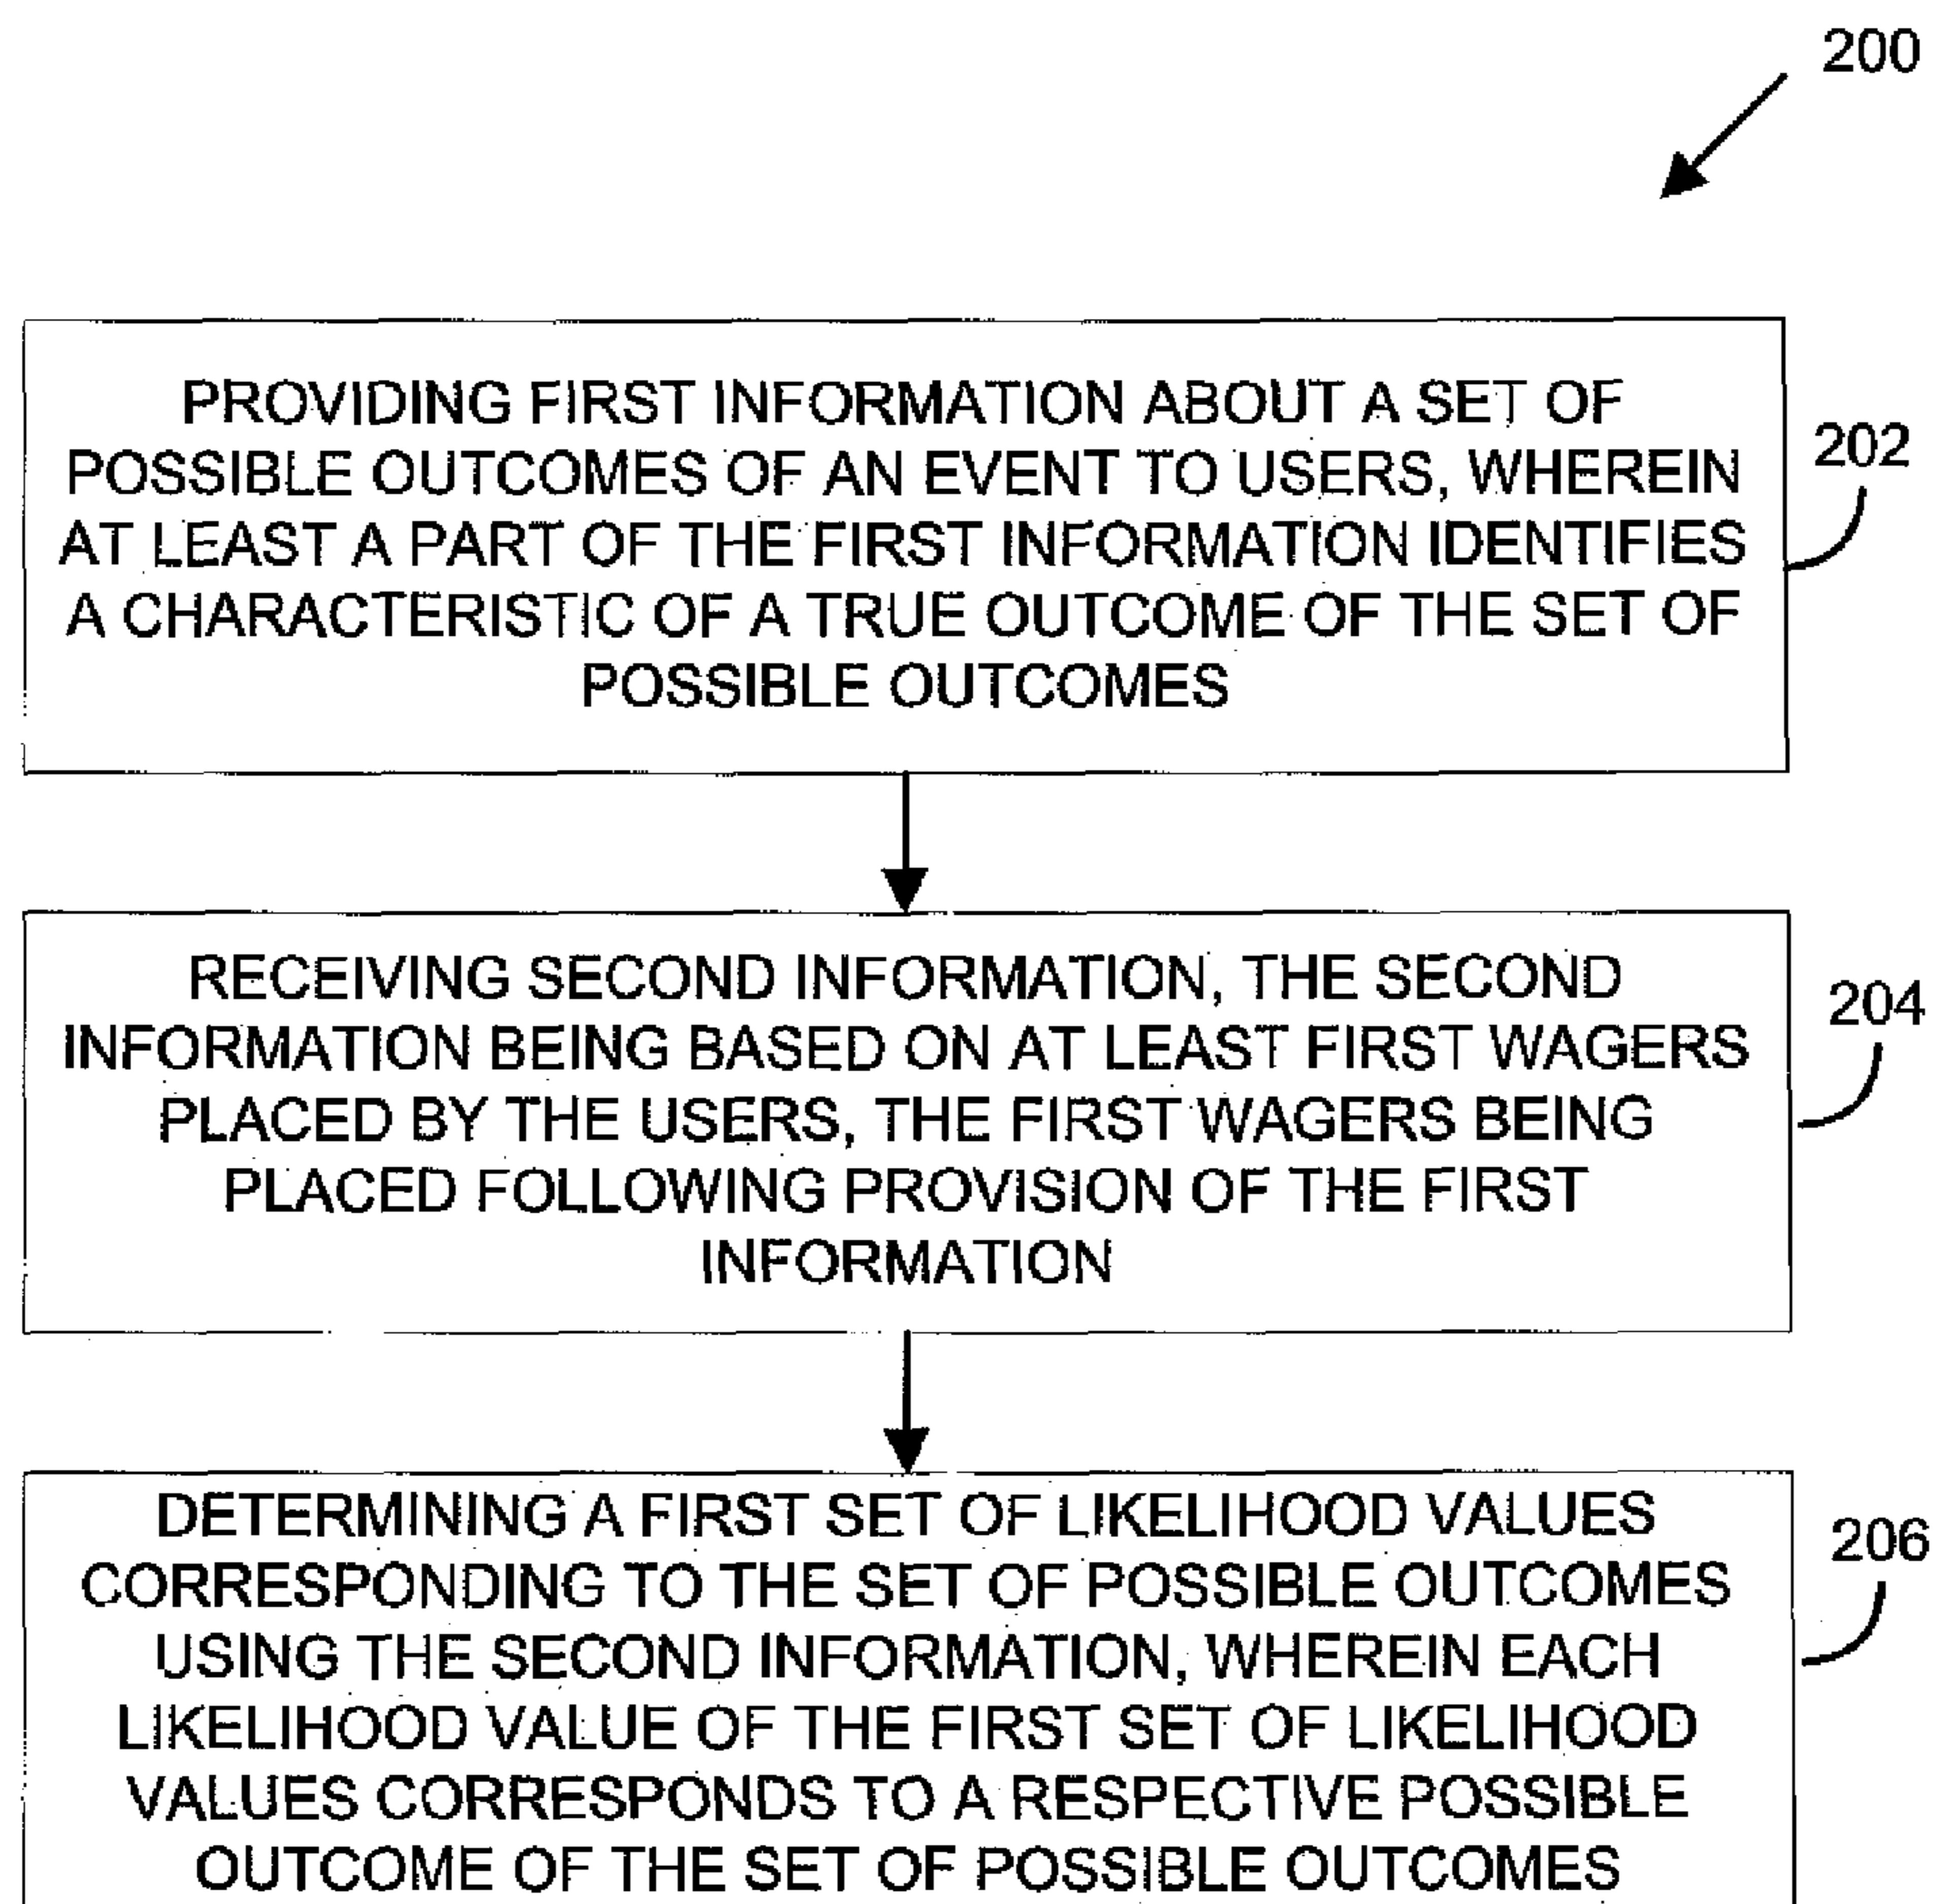 200
PROVIDING FIRST INFORMATION ABOUT A SET OF
POSSIBLE OUTCOMES OF AN EVENT TO USERS, WHEREIN
AT LEAST A PART OF THE FIRST INFORMATION IDENTIFIES
A CHARACTERISTIC OF A TRUE OUTCOME OF THE SET OF
POSSIBLE OUTCOMES
202
RECEIVING SECOND INFORMATION, THE SECOND
INFORMATION BEING BASED ON AT LEAST FIRST WAGERS
PLACED BY THE USERS, THE FIRST WAGERS BEING
PLACED FOLLOWING PROVISION OF THE FIRST
INFORMATION
204
DETERMINING A FIRST SET OF LIKELIHOOD VALUES
CORRESPONDING TO THE SET OF POSSIBLE OUTCOMES
USING THE SECOND INFORMATION, WHEREIN EACH
LIKELIHOOD VALUE OF THE FIRST SET OF LIKELIHOOD
VALUES CORRESPONDS TO A RESPECTIVE POSSIBLE
OUTCOME OF THE SET OF POSSIBLE OUTCOMES
206